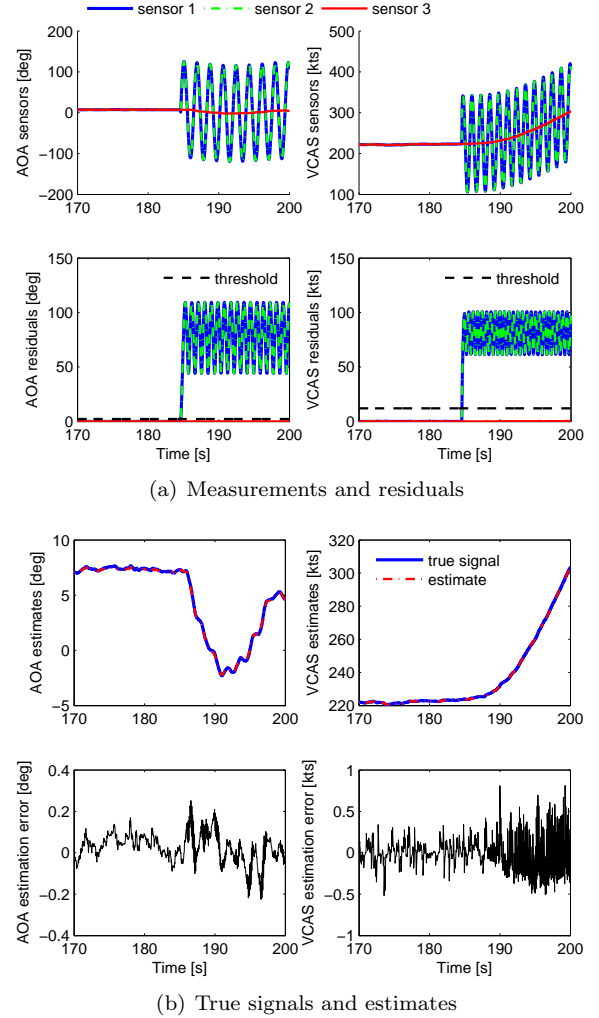 sensor 1 sensor 2 sensor 3
AOA sensors [deg]
200
100
0
−100
−200
170 180 190 200
VCAS sensors [kts]
500
400
300
200
100
170 180 190 200
AOA residuals [deg]
150
100
50
0
threshold
170 180 190 200
Time [s]
VCAS residuals [kts]
150
100
50
0
threshold
170 180 190 200
Time [s]
(a) Measurements and residuals
AOA estimates [deg]
10
5
0
−5
170 180 190 200
VCAS estimates [kts]
320
300
280
260
240
220
true signal
estimate
170 180 190 200
AOA estimation error [deg]
0.4
0.2
0
−0.2
−0.4
170 180 190 200
Time [s]
VCAS estimation error [kts]
1
0.5
0
−0.5
−1
170 180 190 200
Time [s]
(b) True signals and estimates